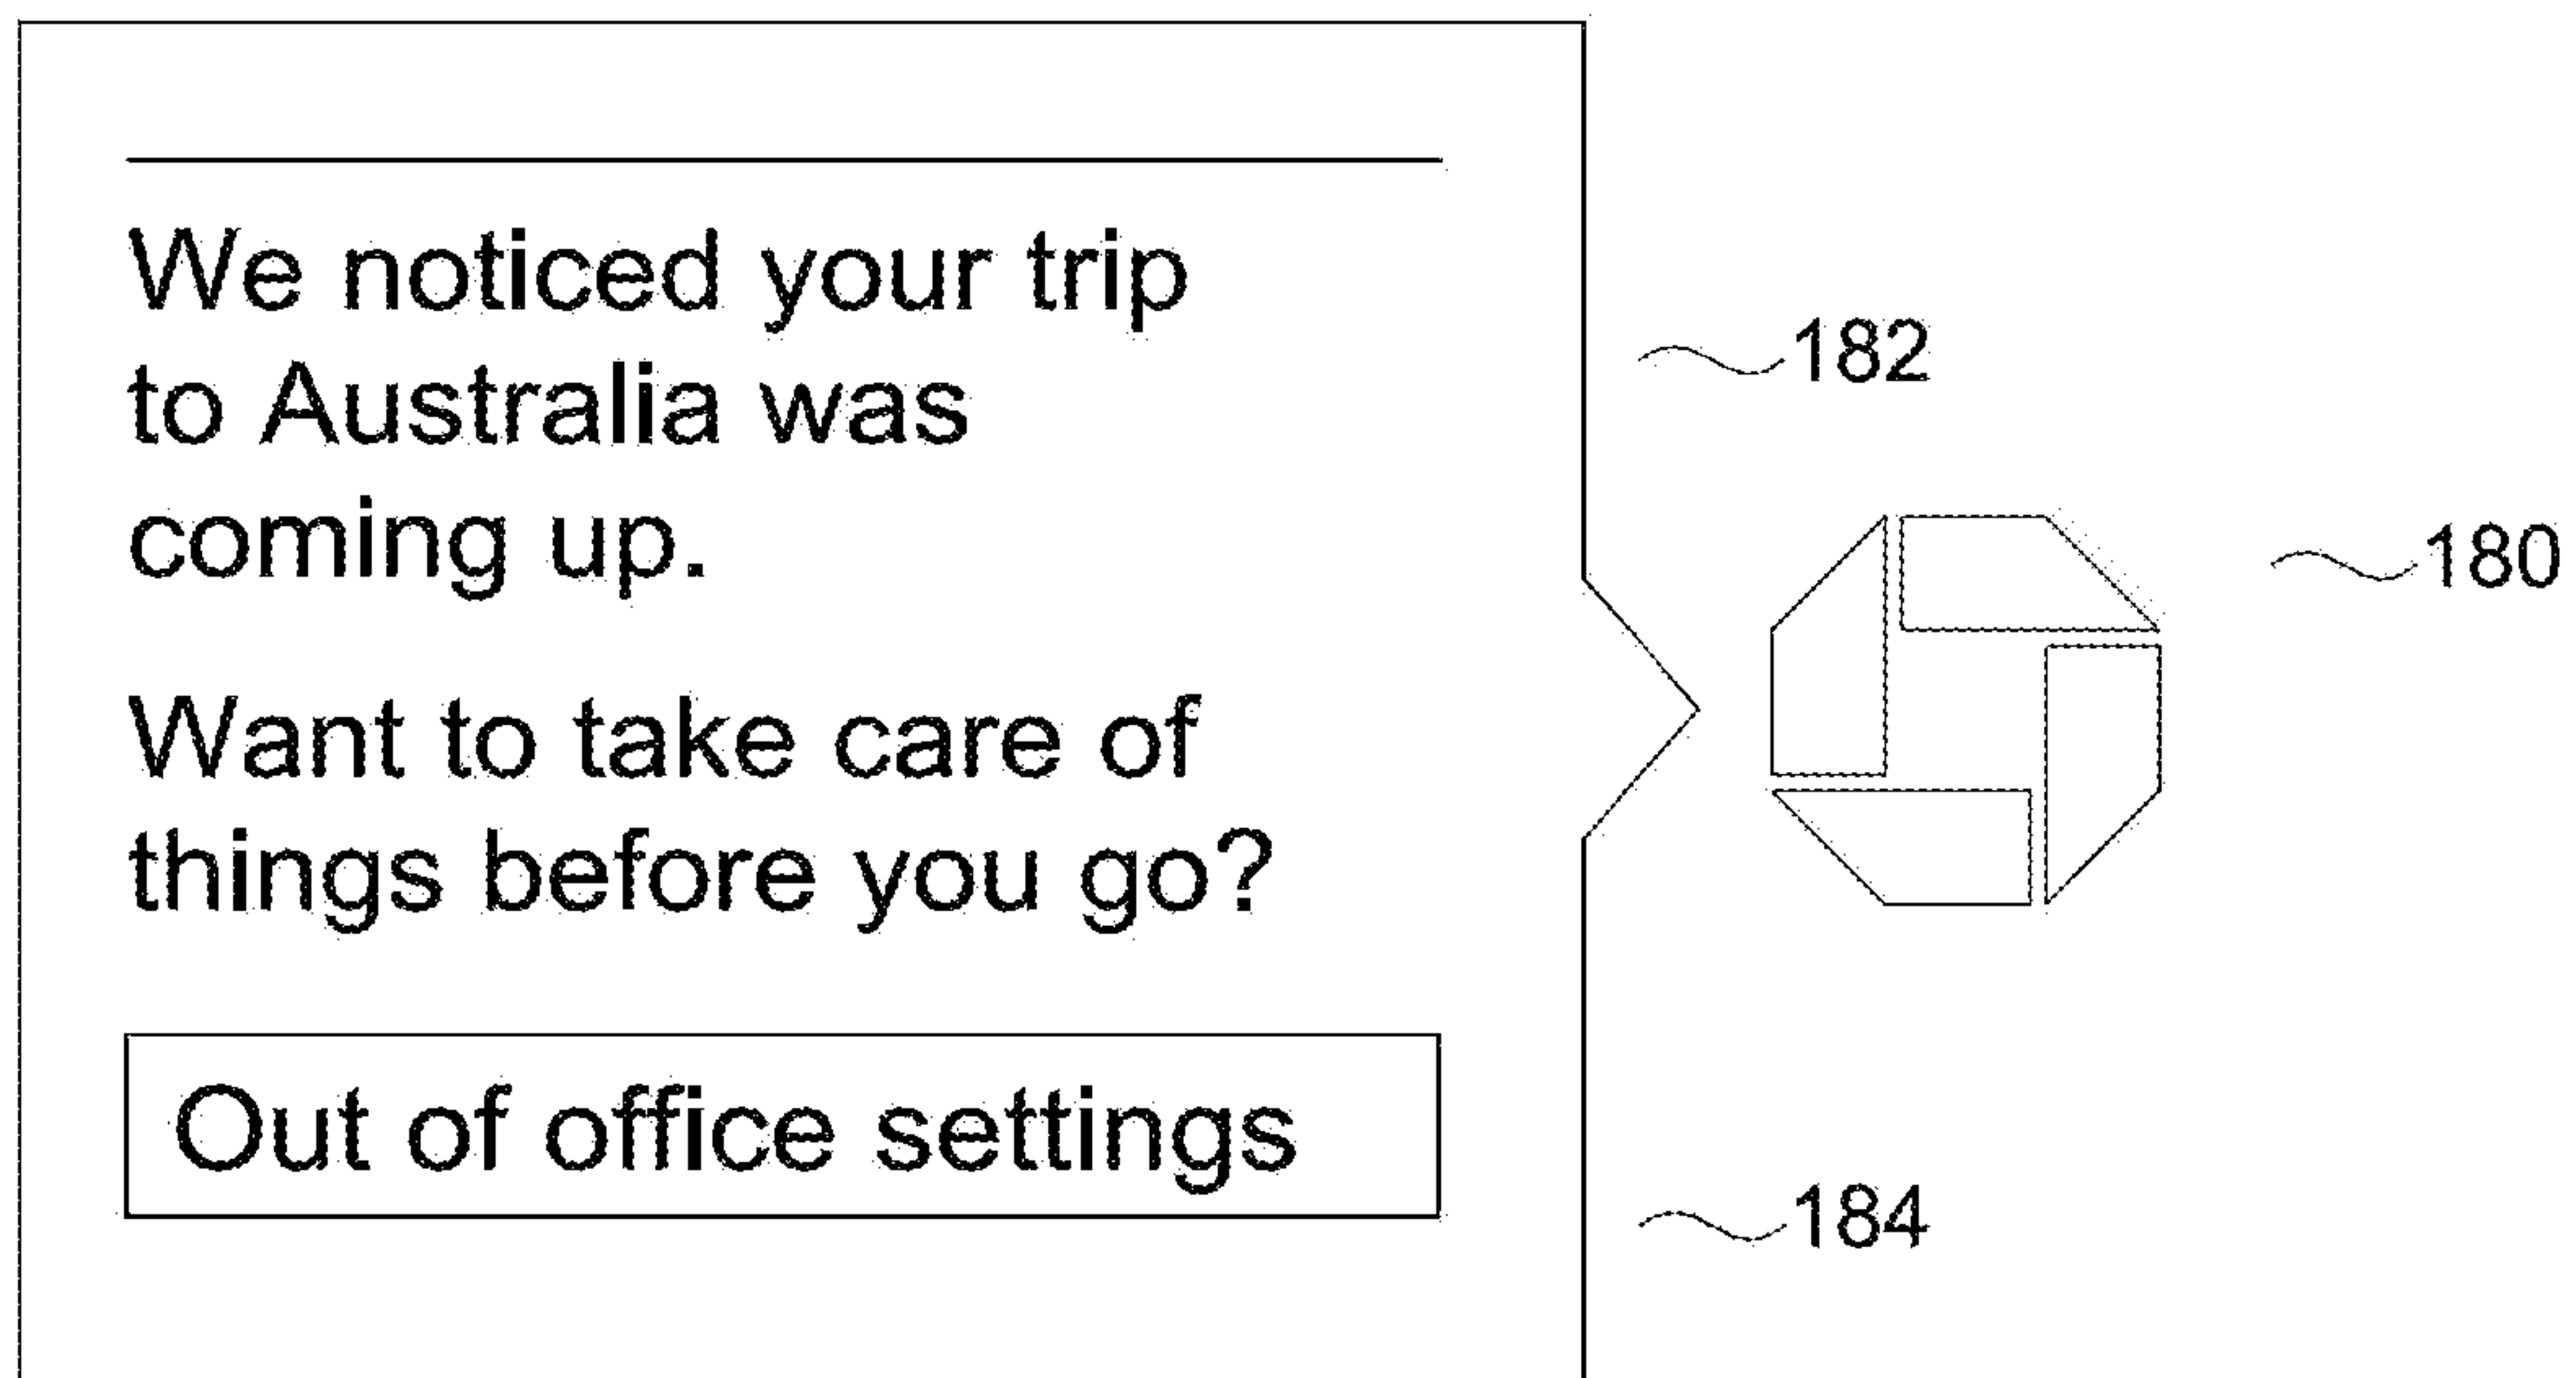 We noticed your trip
to Australia was
coming up.
Want to take care of
things before you go?
Out of office settings
182
180
184